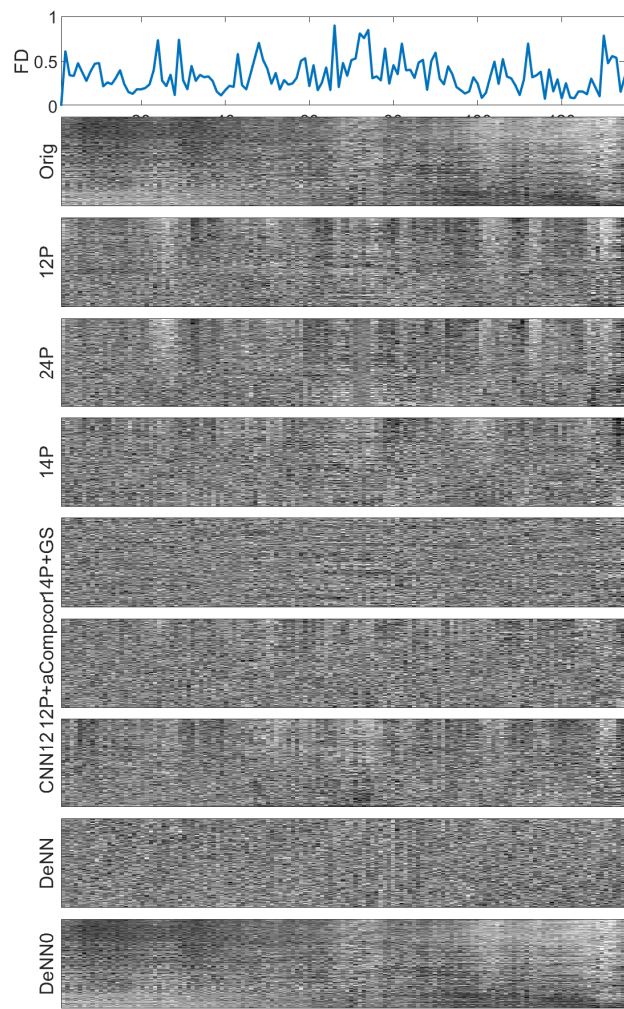 1
0.5
0
FD
Orig
12P
24P
14P
14P+GS
12P+aCompcor
CNN12
DeNN
DeNN0